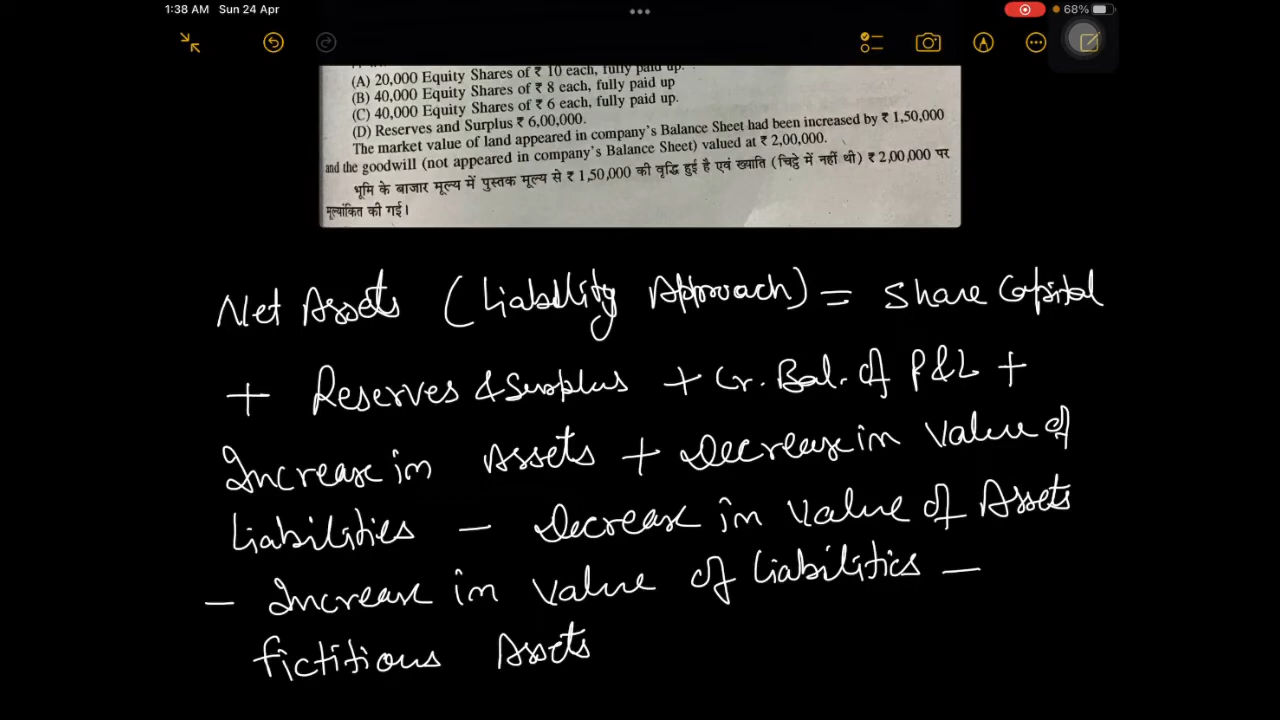 1:38 AM Sun 24 Apr
68%
(A) 20,000 Equity Shares of ₹ 10 each, fully paid up.
(B) 40,000 Equity Shares of ₹ 8 each, fully paid up
(C) 40,000 Equity Shares of ₹ 6 each, fully paid up.
(D) Reserves and Surplus ₹ 6,00,000.
The market value of land appeared in company's Balance Sheet had been increased by ₹ 1,50,000
and the goodwill (not appeared in company's Balance Sheet) valued at ₹ 2,00,000.
भूमि के बाजार मूल्य में पुस्तक मूल्य से ₹ 1,50,000 की वृद्धि हुई है एवं ख्याति (चिट्ठे में नहीं थी) ₹ 2,00,000 पर
मूल्यांकित की गई।
Net Assets (Liability Approach) = Share Capital
+ Reserves & Surplus + Cr. Bal. of P&L +
Increase in Assets + Decrease in Value of
Liabilities - Decrease in Value of Assets
- Increase in Value of Liabilities -
fictitious Assets